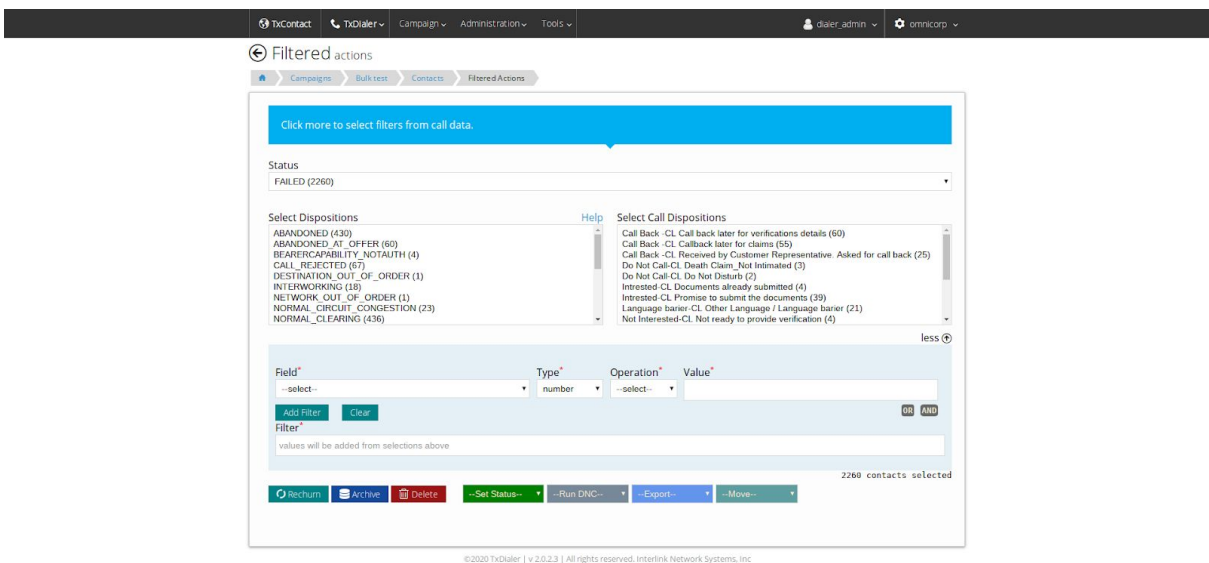 TxContact TxDialer Campaign Administration Tools dialer_admin omnicorp
Filtered actions
Campaigns Bulk test Contacts Filtered Actions
Click more to select filters from call data.
Status
FAILED (2260)
Select Dispositions Help Select Call Dispositions
ABANDONED (430)
ABANDONED_AT_OFFER (60)
BEARERCAPABILITY_NOTAUTH (4)
CALL_REJECTED (67)
DESTINATION_OUT_OF_ORDER (1)
INTERWORKING (18)
NETWORK_OUT_OF_ORDER (1)
NORMAL_CIRCUIT_CONGESTION (23)
NORMAL_CLEARING (436)
Call Back -CL Call back later for verifications details (60)
Call Back -CL Callback later for claims (55)
Call Back -CL Received by Customer Representative. Asked for call back (25)
Do Not Call-CL Death Claim_Not Intimated (3)
Do Not Call-CL Do Not Disturb (2)
Intrested-CL Documents already submitted (4)
Intrested-CL Promise to submit the documents (39)
Language barier-CL Other Language / Language barier (21)
Not Interested-CL Not ready to provide verification (4)
less
Field* Type* Operation* Value*
--select-- number --select--
Add Filter Clear OR AND
Filter*
values will be added from selections above
2260 contacts selected
Rechurn Archive Delete --Set Status-- --Run DNC-- --Export-- --Move--
©2020 TxDialer | v 2.0.2.3 | All rights reserved. Interlink Network Systems, Inc